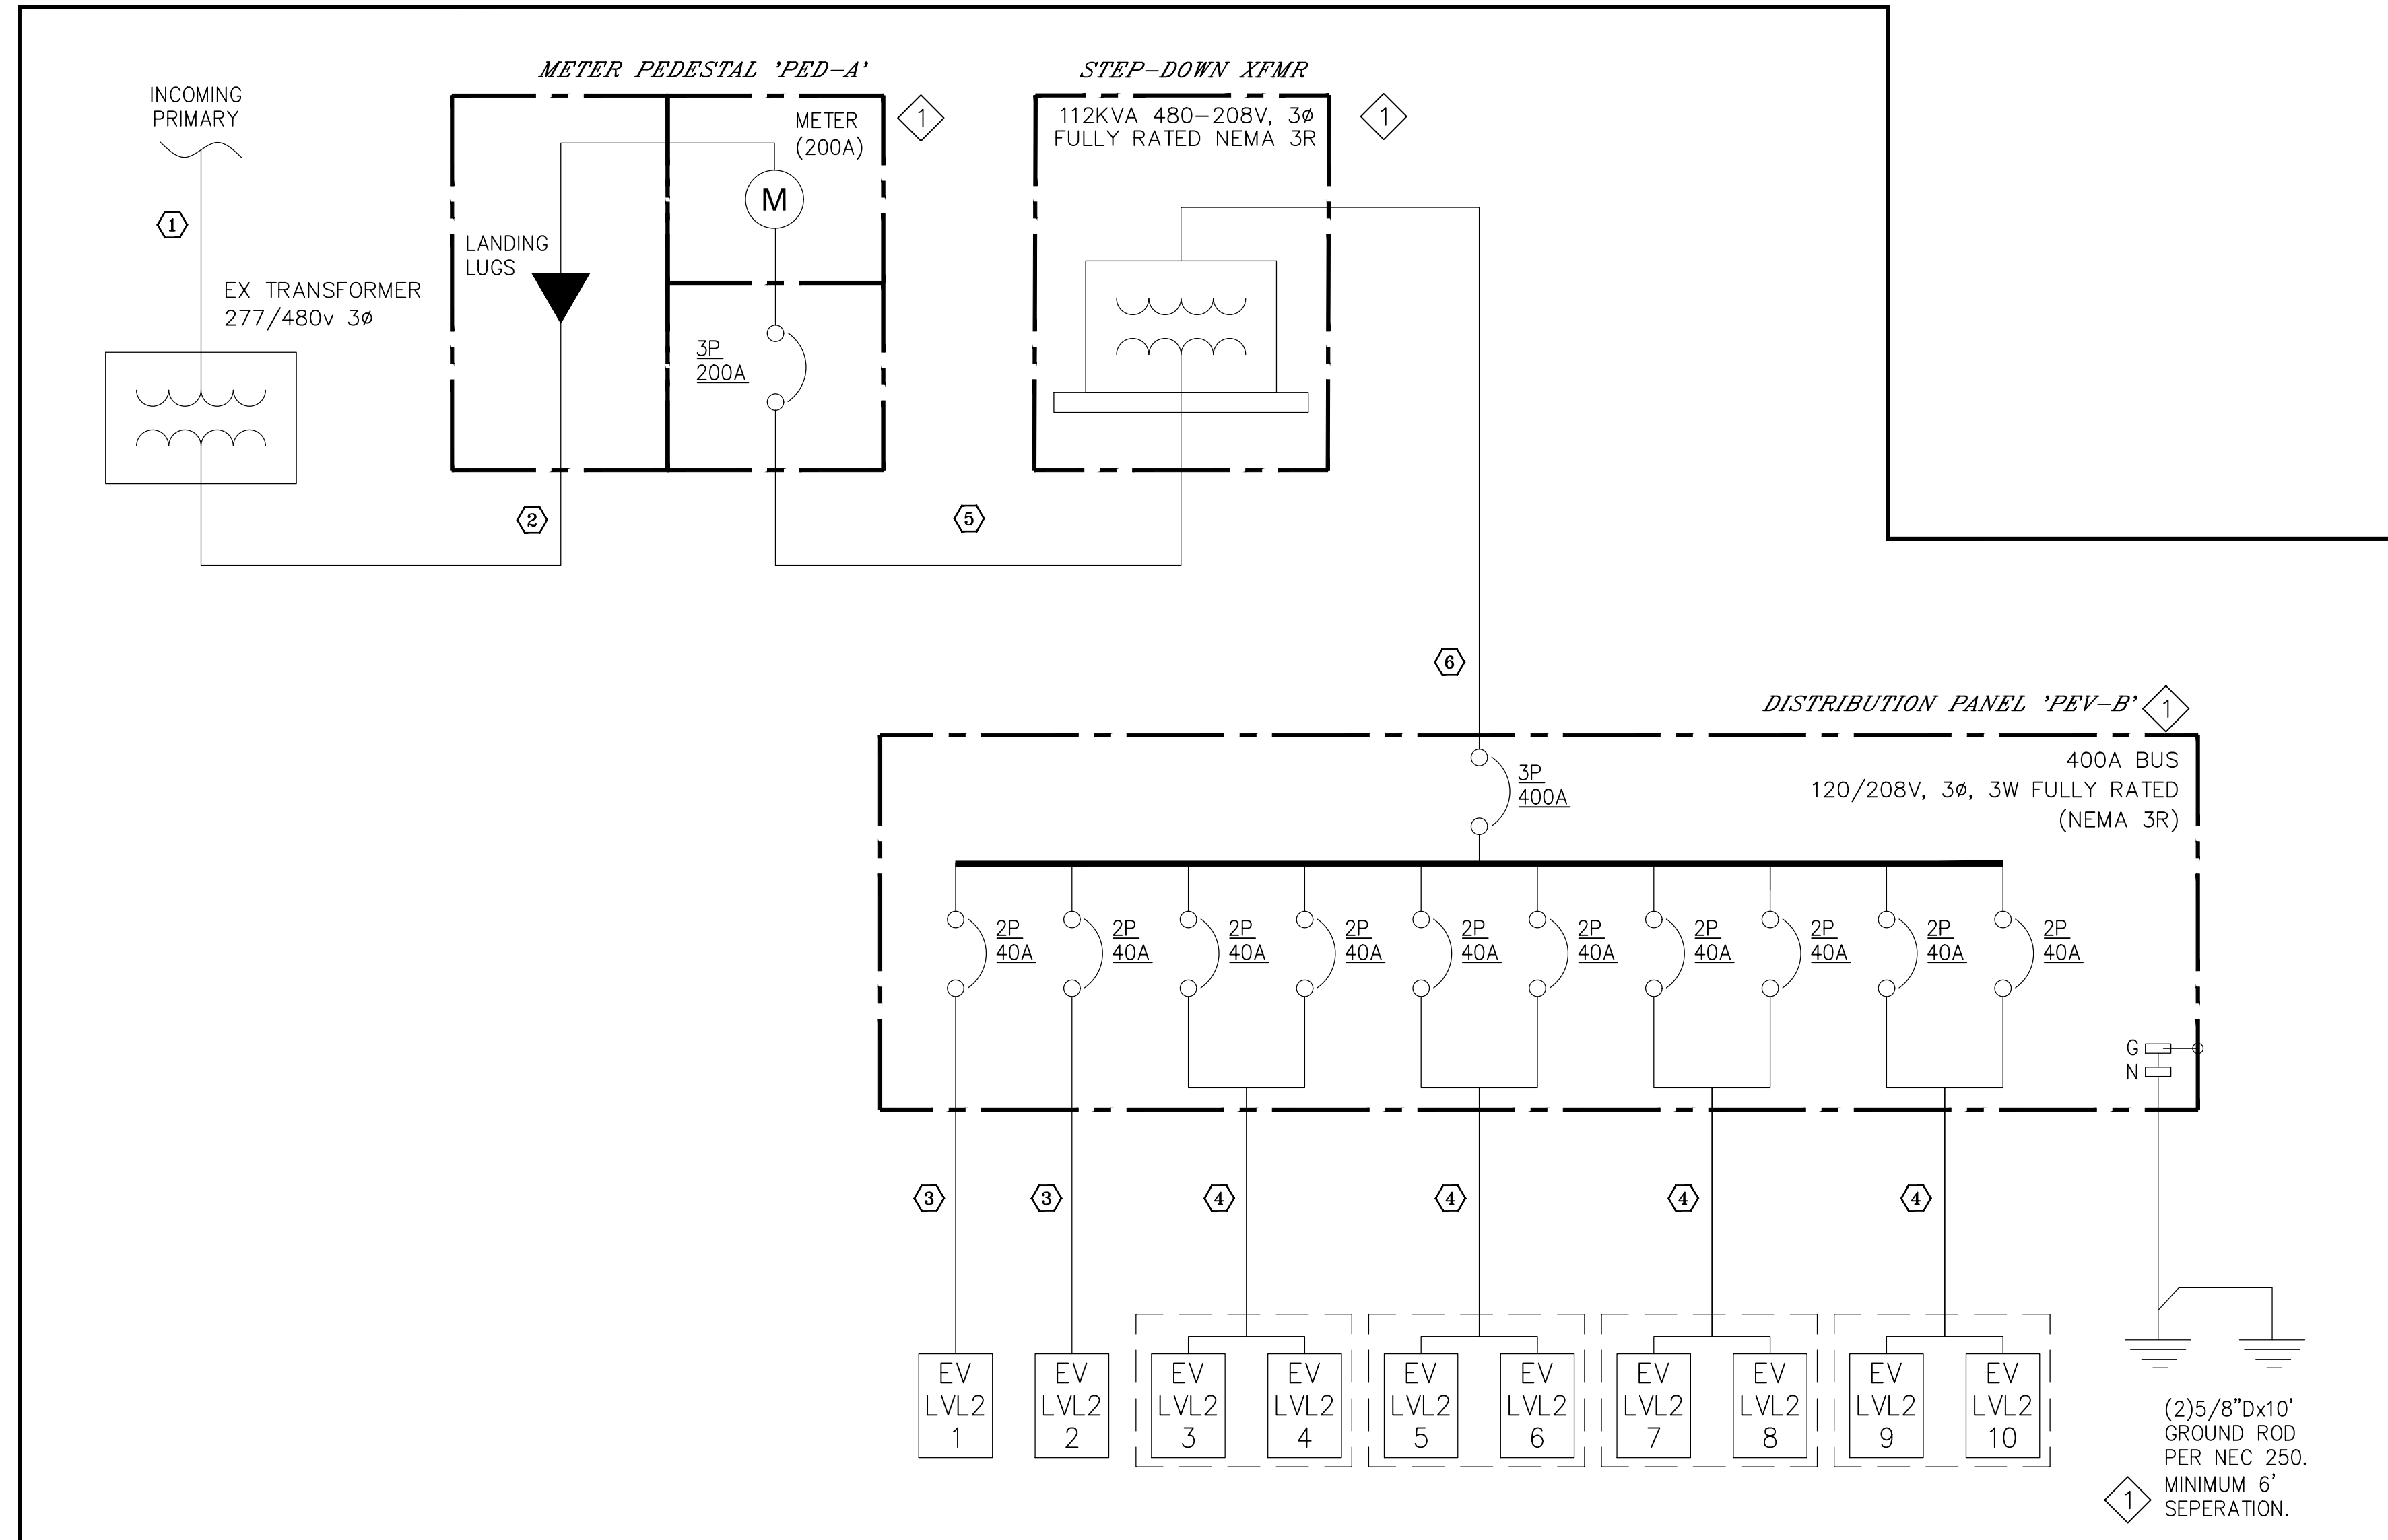 METER PEDESTAL 'PED-A'
STEP-DOWN XFMR
INCOMING
PRIMARY
METER
(200A)
1
112KVA 480-208V, 3ø
FULLY RATED NEMA 3R
1
M
1
LANDING
LUGS
EX TRANSFORMER
277/480v 3ø
3P
200A
2
5
6
DISTRIBUTION PANEL 'PEV-B'
1
400A BUS
120/208V, 3ø, 3W FULLY RATED
(NEMA 3R)
3P
400A
2P
40A
2P
40A
2P
40A
2P
40A
2P
40A
2P
40A
2P
40A
2P
40A
2P
40A
2P
40A
G
N
3
3
4
4
4
4
EV
LVL2
1
EV
LVL2
2
EV
LVL2
3
EV
LVL2
4
EV
LVL2
5
EV
LVL2
6
EV
LVL2
7
EV
LVL2
8
EV
LVL2
9
EV
LVL2
10
(2)5/8"Dx10'
GROUND ROD
PER NEC 250.
MINIMUM 6'
SEPERATION.
1